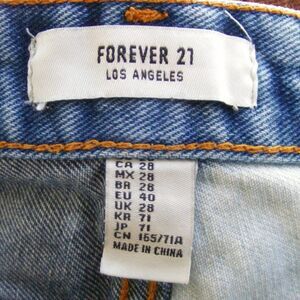 FOREVER 21
LOS ANGELES
CA 28
MX 28
BR 28
EU 40
UK 28
KR 71
JP 71
CN 165/71A
MADE IN CHINA